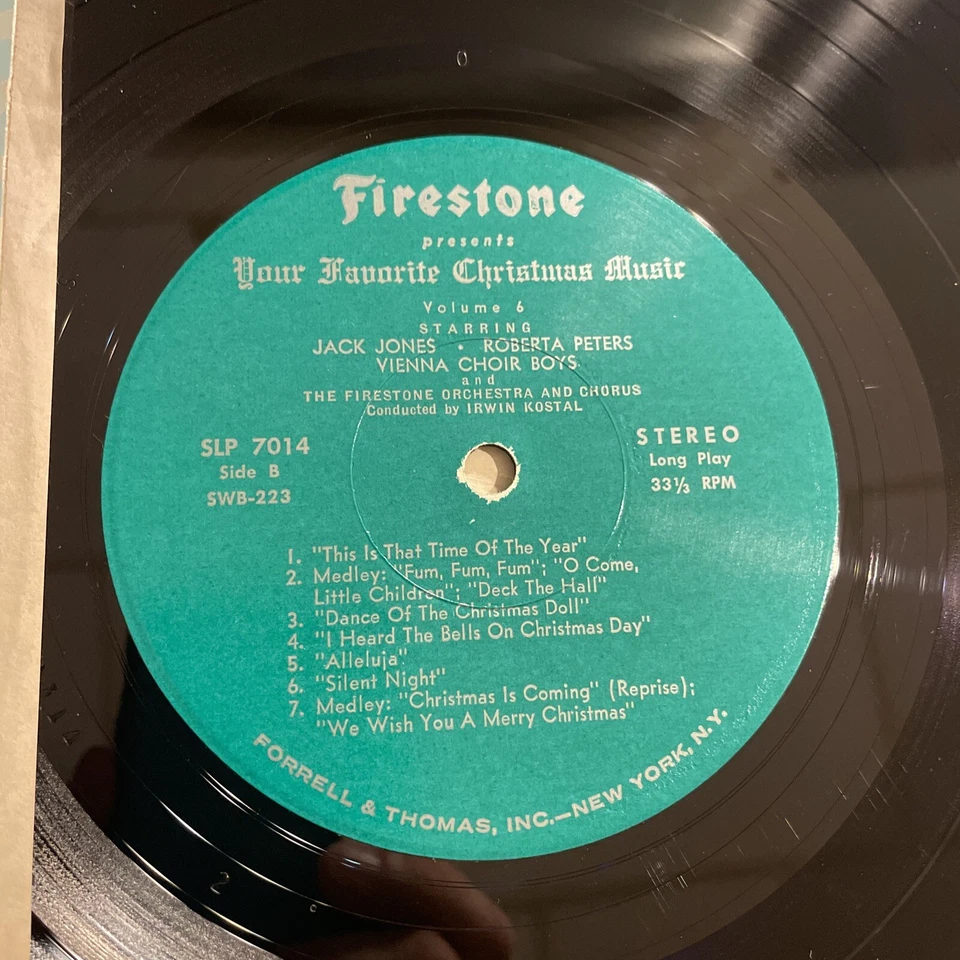 Firestone
presents
Your Favorite Christmas Music
Volume 6
STARRING
JACK JONES • ROBERTA PETERS
VIENNA CHOIR BOYS
and
THE FIRESTONE ORCHESTRA AND CHORUS
Conducted by IRWIN KOSTAL
SLP 7014
Side B
SWB-223
STEREO
Long Play
33⅓ RPM
1. "This Is That Time Of The Year"
2. Medley: "Fum, Fum, Fum"; "O Come,
Little Children"; "Deck The Hall"
3. "Dance Of The Christmas Doll"
4. "I Heard The Bells On Christmas Day"
5. "Alleluja"
6. "Silent Night"
7. Medley: "Christmas Is Coming" (Reprise);
"We Wish You A Merry Christmas"
FORRELL & THOMAS, INC.—NEW YORK, N.Y.
0
2